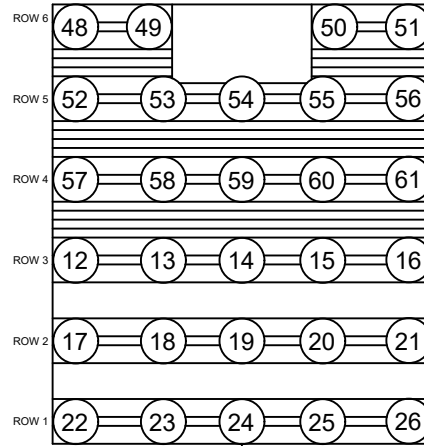 ROW 6 48 49 50 51
ROW 5 52 53 54 55 56
ROW 4 57 58 59 60 61
ROW 3 12 13 14 15 16
ROW 2 17 18 19 20 21
ROW 1 22 23 24 25 26